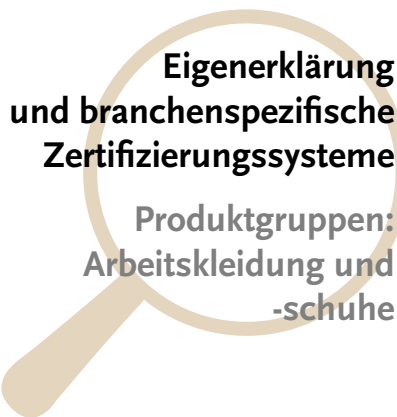 Eigenerklärung
und branchenspezifische
Zertifizierungssysteme
Produktgruppen:
Arbeitskleidung und
-schuhe